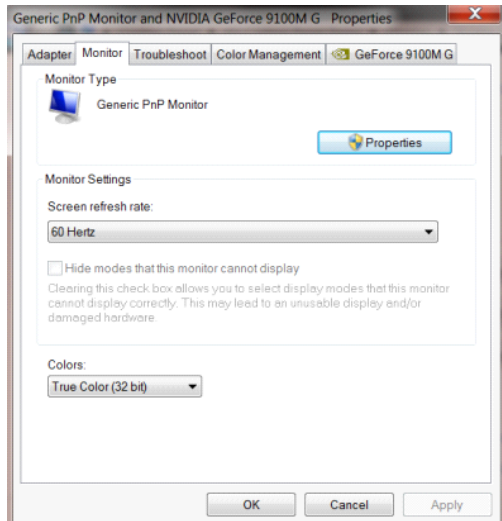 Generic PnP Monitor and NVIDIA GeForce 9100M G Properties
X
Adapter Monitor Troubleshoot Color Management GeForce 9100M G
Monitor Type
Generic PnP Monitor
Properties
Monitor Settings
Screen refresh rate:
60 Hertz
Hide modes that this monitor cannot display
Clearing this check box allows you to select display modes that this monitor
cannot display correctly. This may lead to an unusable display and/or
damaged hardware.
Colors:
True Color (32 bit)
OK Cancel Apply